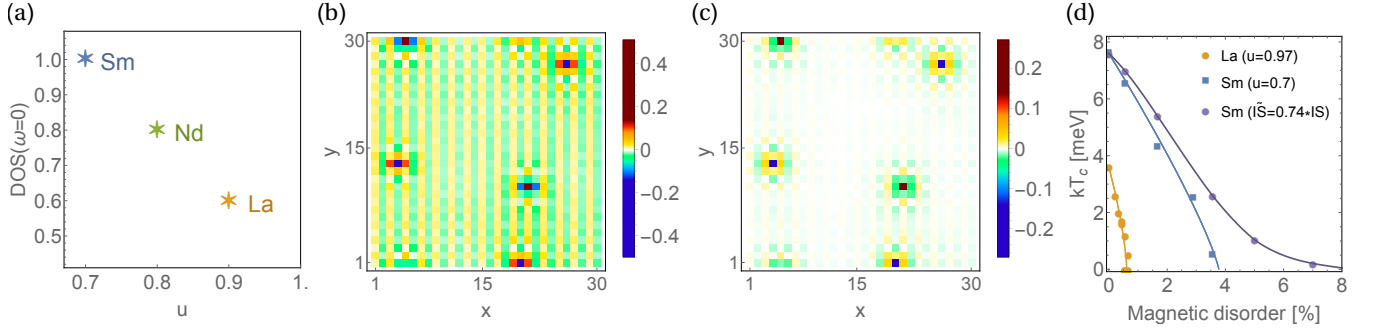 (a)
DOS(ω=0)
1.0
0.9
0.8
0.7
0.6
0.5
Sm
Nd
La
0.7
0.8
0.9
1.
u
(b)
30
15
1
y
1
15
30
x
0.4
0.2
0
−0.2
−0.4
(c)
30
15
1
y
1
15
30
x
0.2
0.1
0
−0.1
−0.2
(d)
kTc [meV]
8
6
4
2
0
La (u=0.97)
Sm (u=0.7)
Sm (IS̃=0.74*IS)
0
2
4
6
8
Magnetic disorder [%]